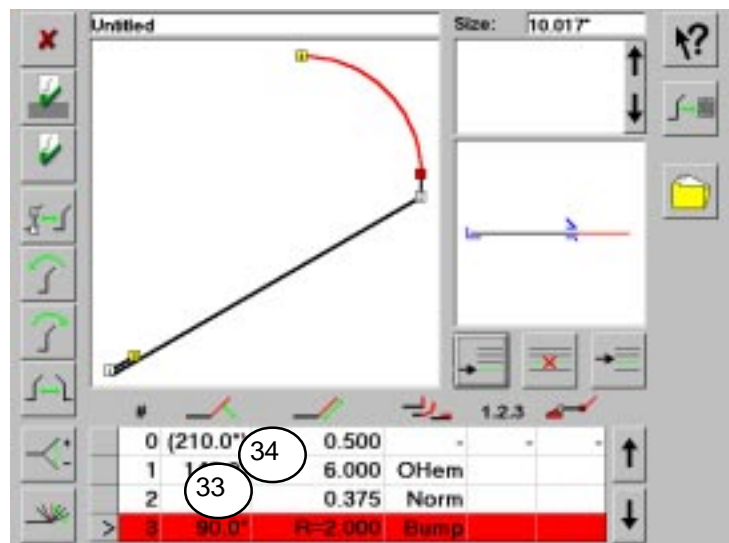 Untitled
Size: 10.017"
?
# 1.2.3
0 (210.0°) 0.500 - - -
34
1 6.000 OHem
33
2 0.375 Norm
> 3 90.0° R=2.000 Bump